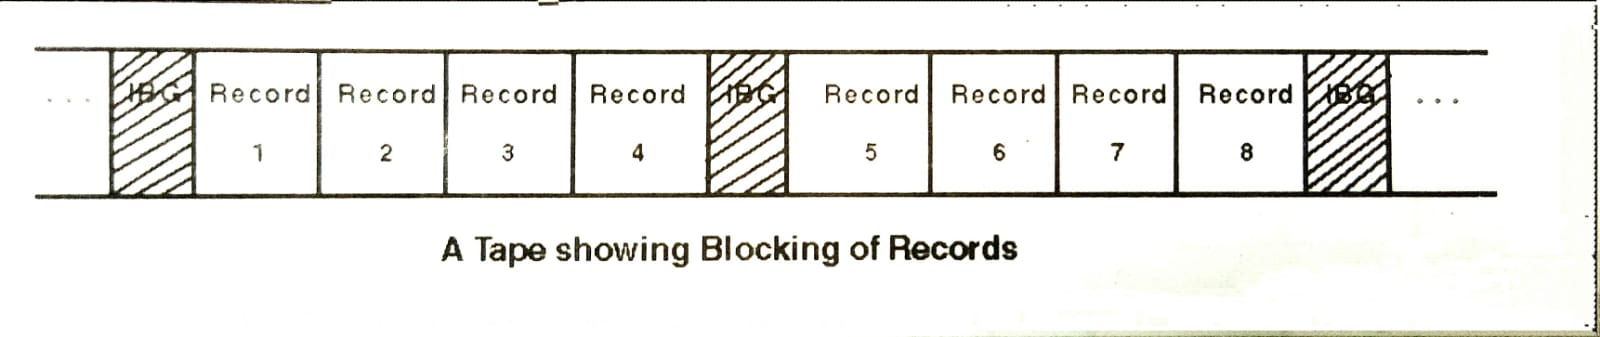 ... IBG Record Record Record Record IBG Record Record Record Record IBG ...
1 2 3 4 5 6 7 8
A Tape showing Blocking of Records